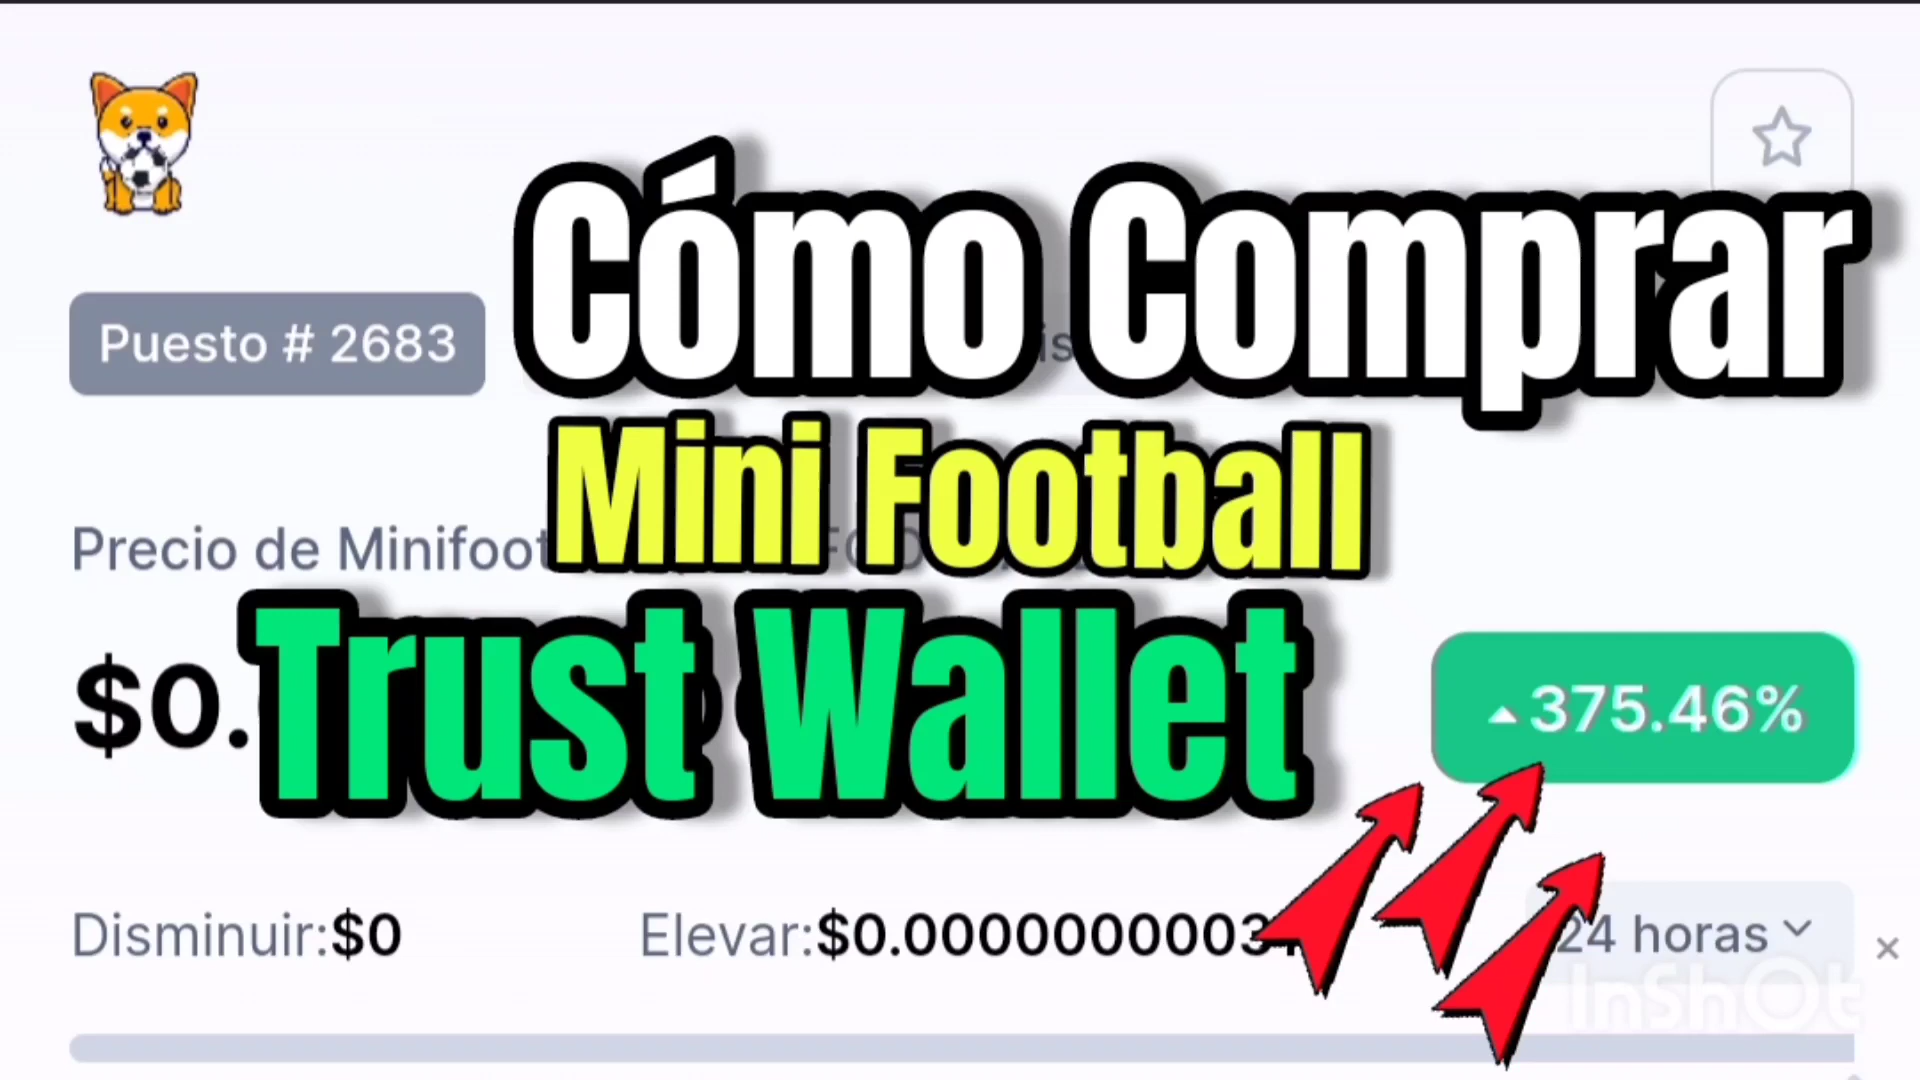 Cómo Comprar
Puesto # 2683
Mini Football
Precio de Minifoot
Trust Wallet
$0.
375.46%
Disminuir:$0
Elevar:$0.0000000003
24 horas
InShOt